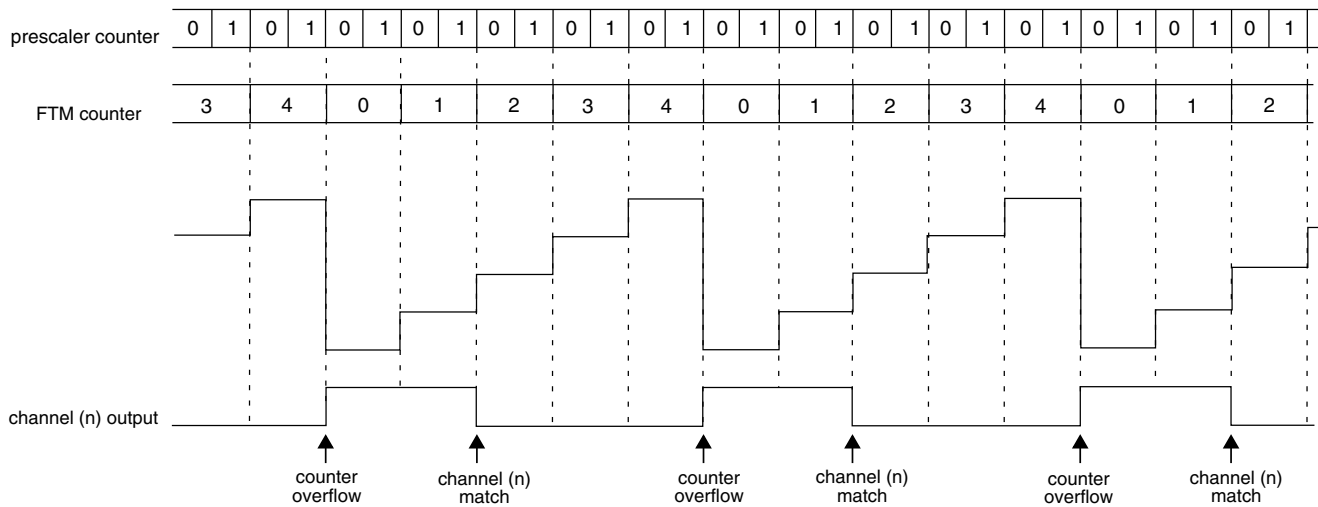 prescaler counter 0 1 0 1 0 1 0 1 0 1 0 1 0 1 0 1 0 1 0 1 0 1 0 1 0 1 0 1 0 1
FTM counter 3 4 0 1 2 3 4 0 1 2 3 4 0 1 2
channel (n) output
counter overflow
channel (n) match
counter overflow
channel (n) match
counter overflow
channel (n) match